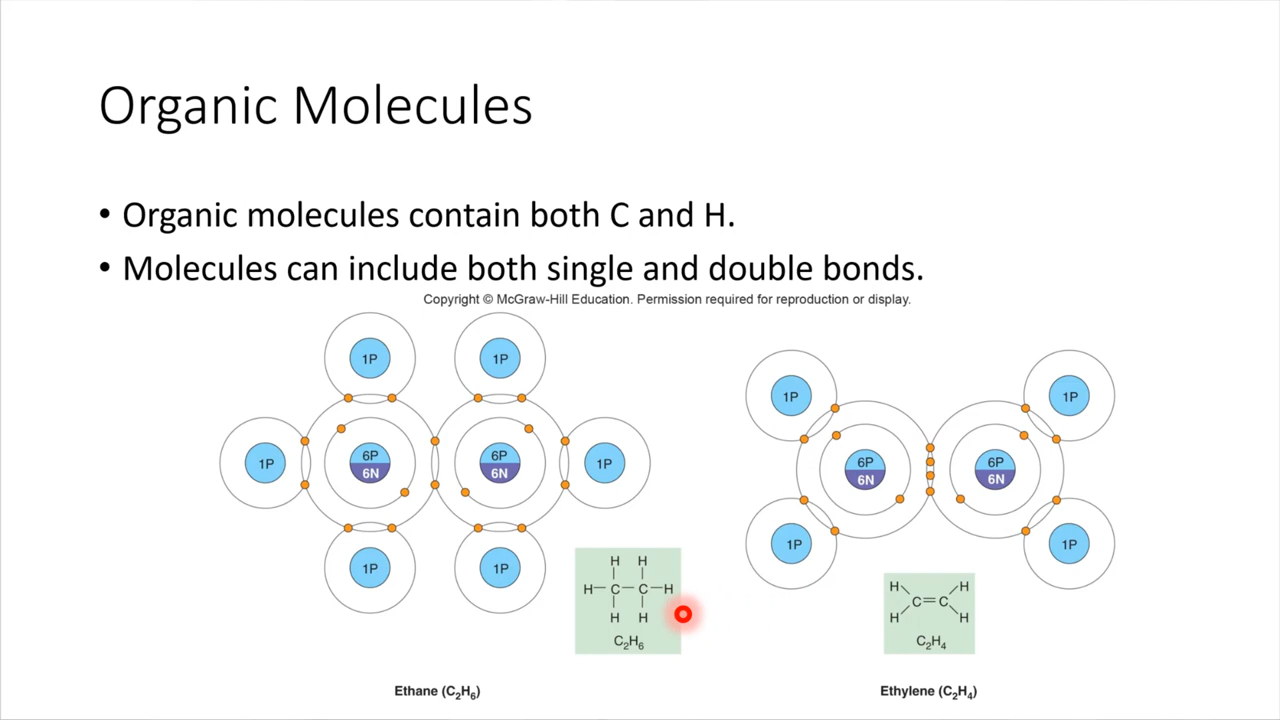 Organic Molecules
• Organic molecules contain both C and H.
• Molecules can include both single and double bonds.
Copyright © McGraw-Hill Education. Permission required for reproduction or display.
1P 1P
1P 6P 6P 1P
6N 6N
1P 1P
H H
H—C—C—H
H H
C₂H₆
Ethane (C₂H₆)
1P 1P
6P 6P
6N 6N
1P 1P
H H
C=C
H H
C₂H₄
Ethylene (C₂H₄)